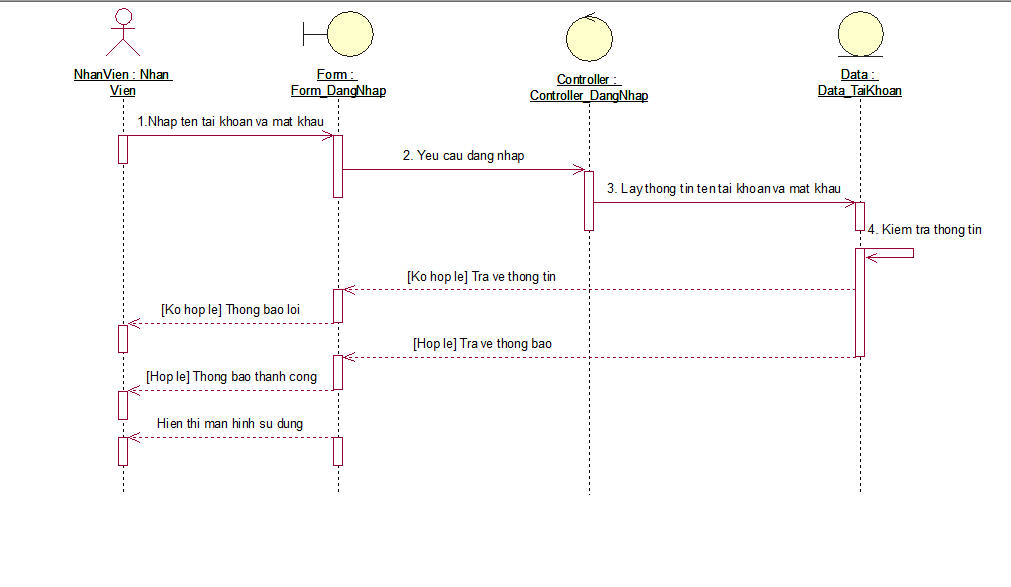 NhanVien : Nhan
Vien
Form :
Form_DangNhap
Controller :
Controller_DangNhap
Data :
Data_TaiKhoan
1.Nhap ten tai khoan va mat khau
2. Yeu cau dang nhap
3. Lay thong tin ten tai khoan va mat khau
4. Kiem tra thong tin
[Ko hop le] Tra ve thong tin
[Ko hop le] Thong bao loi
[Hop le] Tra ve thong bao
[Hop le] Thong bao thanh cong
Hien thi man hinh su dung